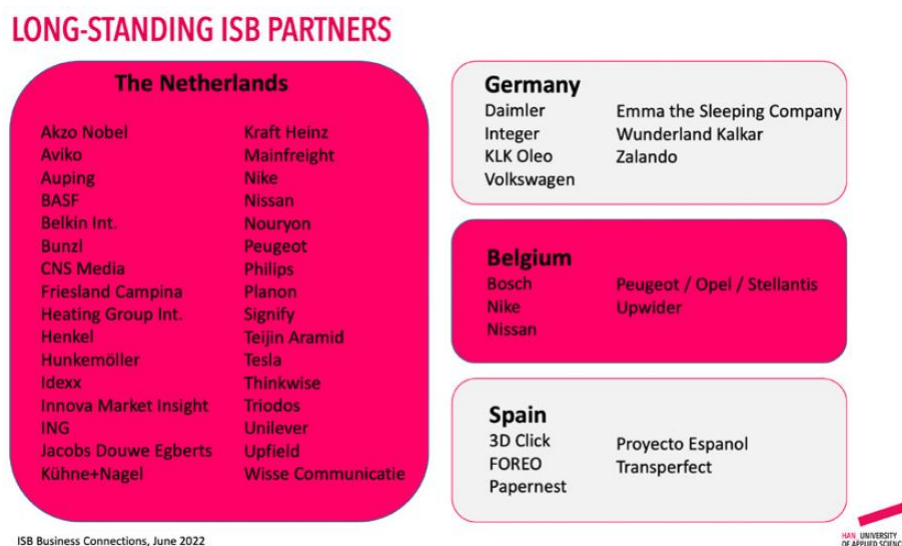 LONG-STANDING ISB PARTNERS
The Netherlands
Akzo Nobel
Aviko
Auping
BASF
Belkin Int.
Bunzl
CNS Media
Friesland Campina
Heating Group Int.
Henkel
Hunkemöller
Idexx
Innova Market Insight
ING
Jacobs Douwe Egberts
Kühne+Nagel
Kraft Heinz
Mainfreight
Nike
Nissan
Nouryon
Peugeot
Philips
Planon
Signify
Teijin Aramid
Tesla
Thinkwise
Triodos
Unilever
Upfield
Wisse Communicatie
Germany
Daimler
Integer
KLK Oleo
Volkswagen
Emma the Sleeping Company
Wunderland Kalkar
Zalando
Belgium
Bosch
Nike
Nissan
Peugeot / Opel / Stellantis
Upwider
Spain
3D Click
FOREO
Papernest
Proyecto Espanol
Transperfect
ISB Business Connections, June 2022
HAN UNIVERSITY
OF APPLIED SCIENC